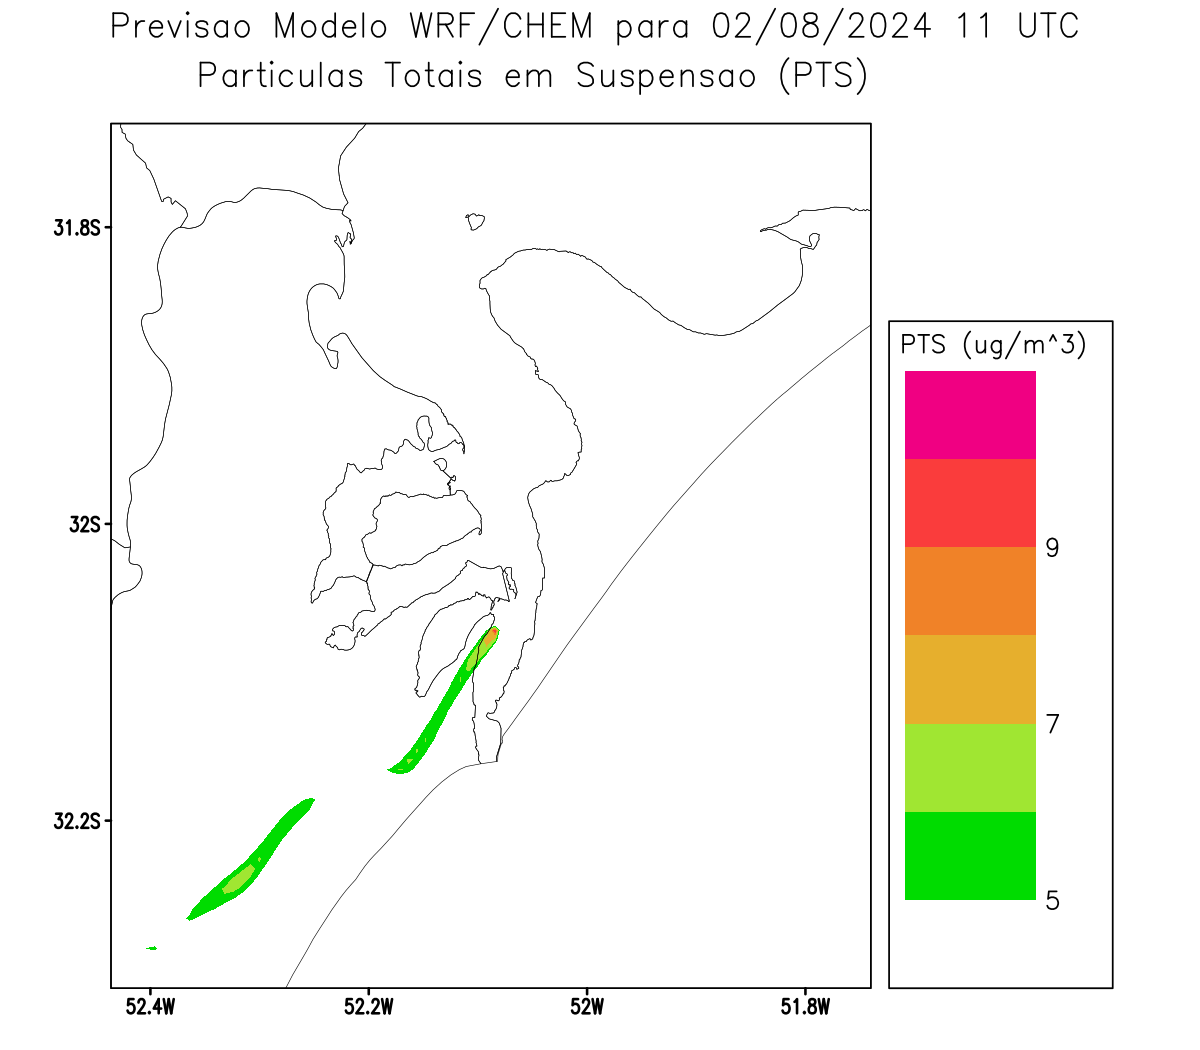 Previsao Modelo WRF/CHEM para 02/08/2024 11 UTC
Particulas Totais em Suspensao (PTS)
31.8S
32S
32.2S
52.4W
52.2W
52W
51.8W
PTS (ug/m^3)
9
7
5